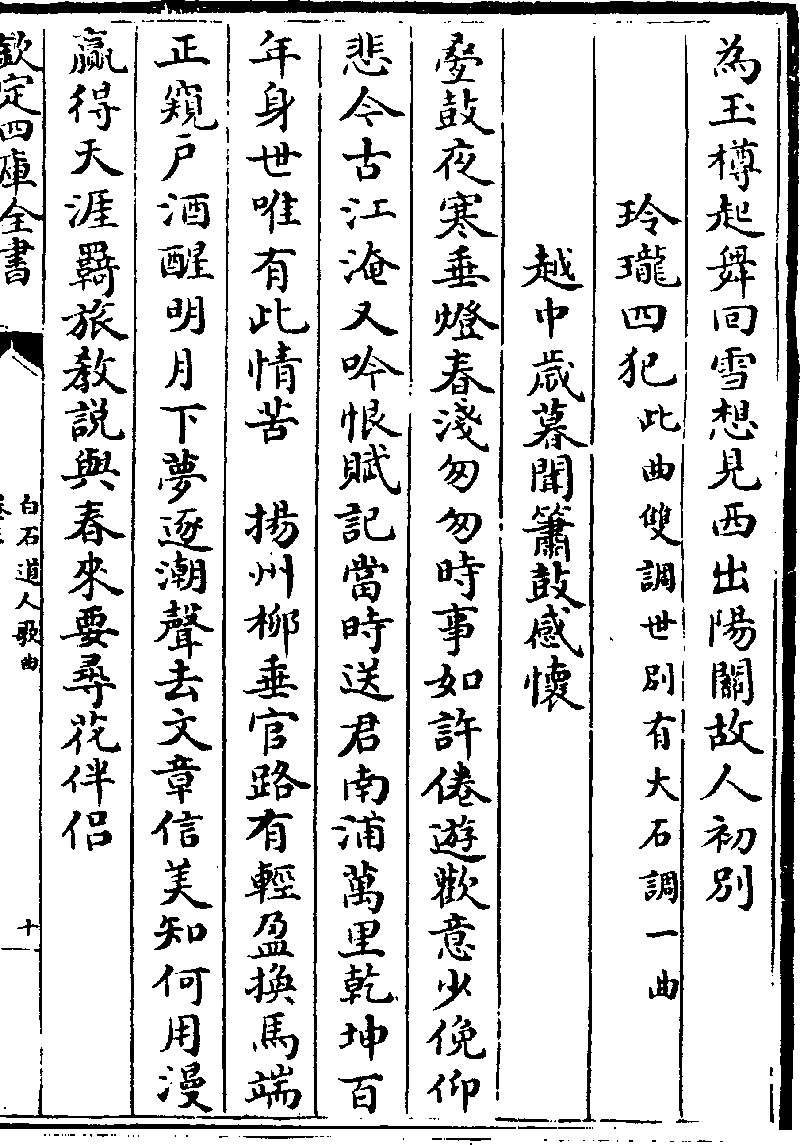 為玉樽起舞回雪想見西出陽關故人初別
玲瓏四犯此曲雙調世別有大石調一曲
越中歲暮聞簫鼓感懷
疊鼓夜寒垂燈春淺匆匆時事如許倦遊歡意少俛仰
悲今古江淹又吟恨賦記當時送君南浦萬里乾坤百
年身世唯有此情苦　揚州柳垂官路有輕盈換馬端
正窺戶酒醒明月下夢逐潮聲去文章信美知何用漫
贏得天涯羇旅教説與春來要尋花伴侶
欽定四庫全書
白石道人歌曲
十